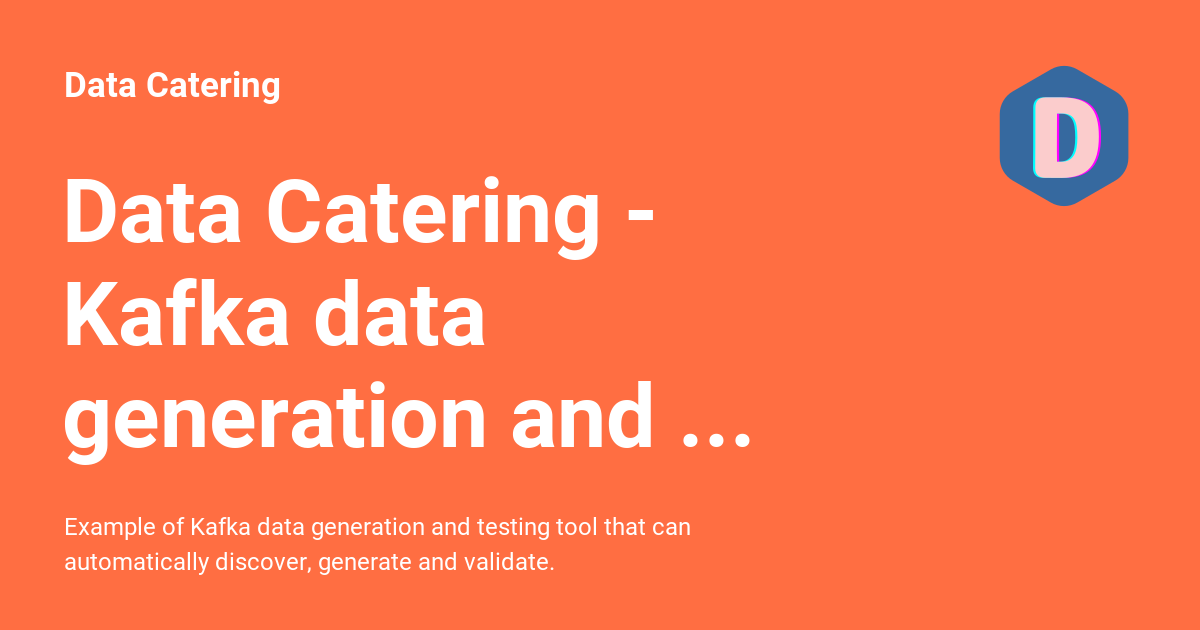 Data Catering
D
Data Catering -
Kafka data
generation and ...
Example of Kafka data generation and testing tool that can
automatically discover, generate and validate.